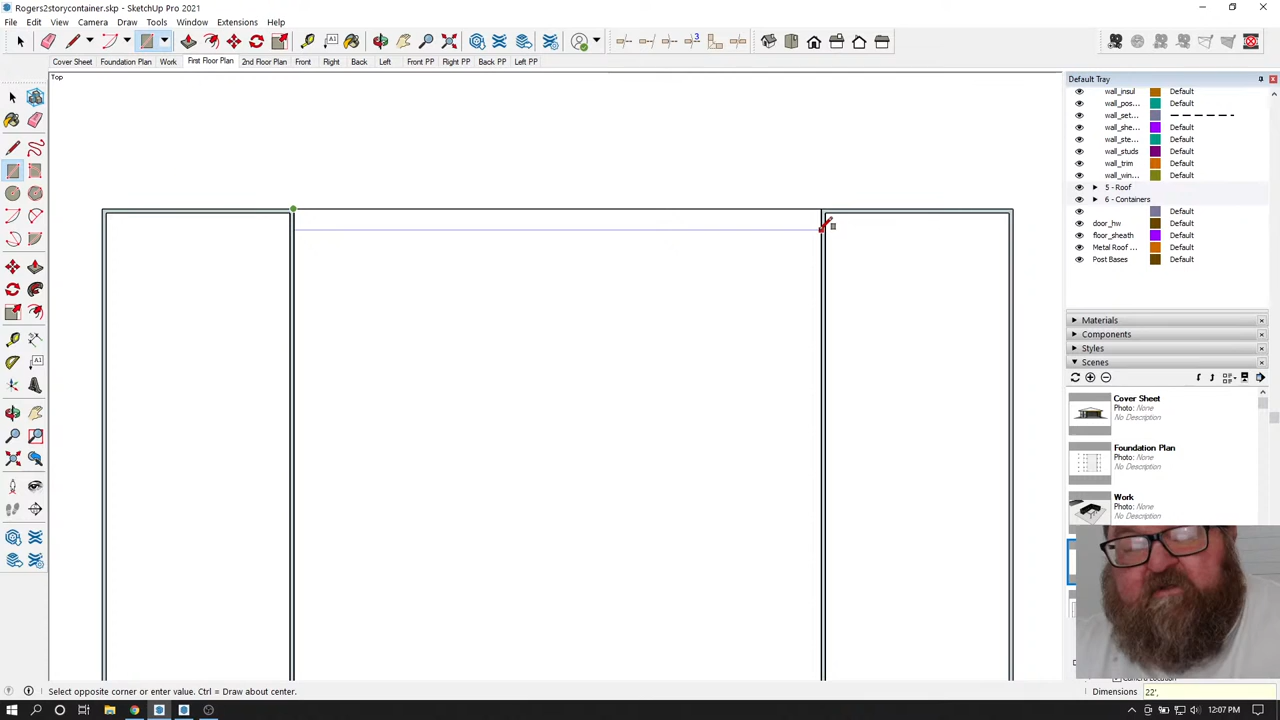 Rogers2storycontainer.skp - SketchUp Pro 2021
File Edit View Camera Draw Tools Window Extensions Help
Cover Sheet Foundation Plan Work First Floor Plan 2nd Floor Plan Front Right Back Left Front PP Right PP Back PP Left PP
Top
Default Tray
wall_insul Default
wall_pos... Default
wall_set...
wall_she... Default
wall_ste... Default
wall_studs Default
wall_trim Default
wall_win... Default
5 - Roof
6 - Containers
Default
door_hw Default
floor_sheath Default
Metal Roof ... Default
Post Bases Default
Materials
Components
Styles
Scenes
Cover Sheet
Photo: None
No Description
Foundation Plan
Photo: None
No Description
Work
Photo: None
No Description
Select opposite corner or enter value. Ctrl = Draw about center.
Dimensions 22',
12:07 PM